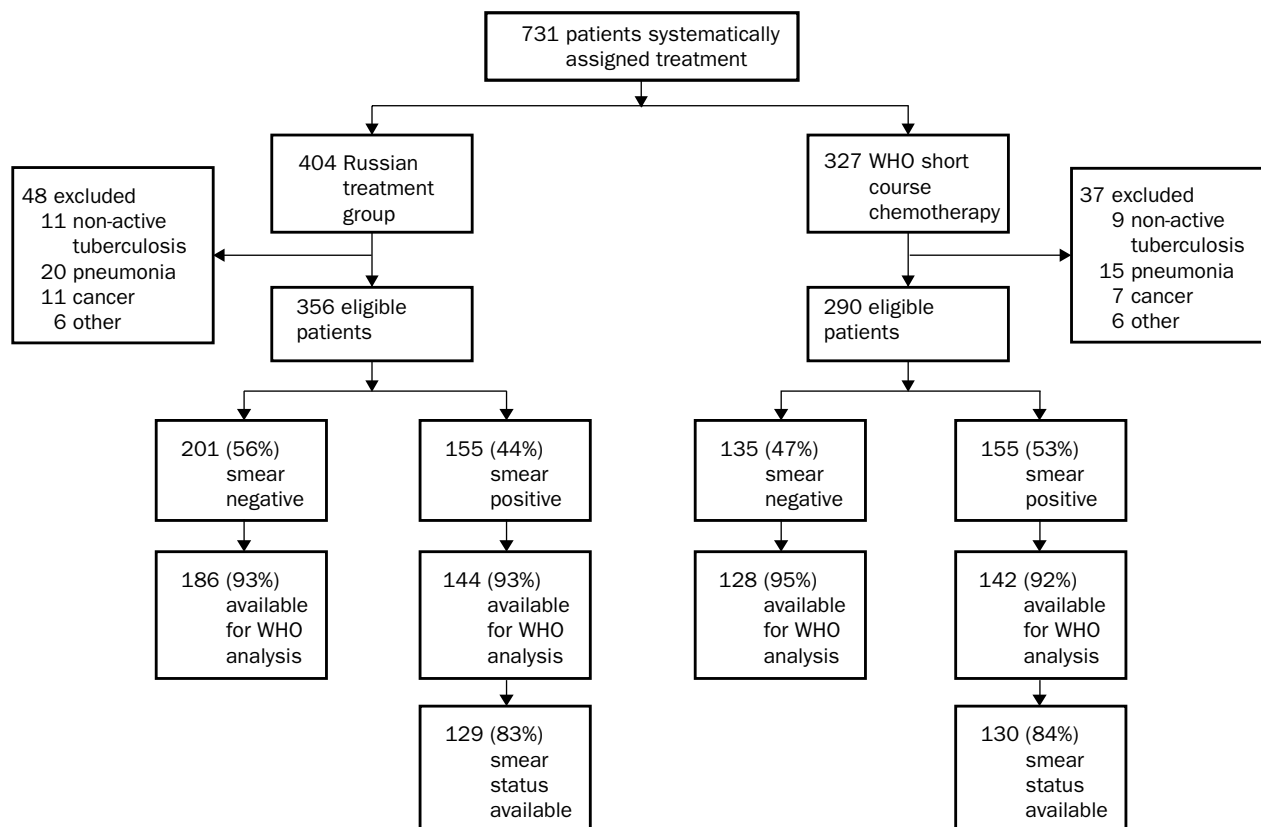 731 patients systematically
assigned treatment
404 Russian
treatment
group
327 WHO short
course
chemotherapy
48 excluded
11 non-active
tuberculosis
20 pneumonia
11 cancer
6 other
37 excluded
9 non-active
tuberculosis
15 pneumonia
7 cancer
6 other
356 eligible
patients
290 eligible
patients
201 (56%)
smear
negative
155 (44%)
smear
positive
135 (47%)
smear
negative
155 (53%)
smear
positive
186 (93%)
available
for WHO
analysis
144 (93%)
available
for WHO
analysis
128 (95%)
available
for WHO
analysis
142 (92%)
available
for WHO
analysis
129 (83%)
smear
status
available
130 (84%)
smear
status
available